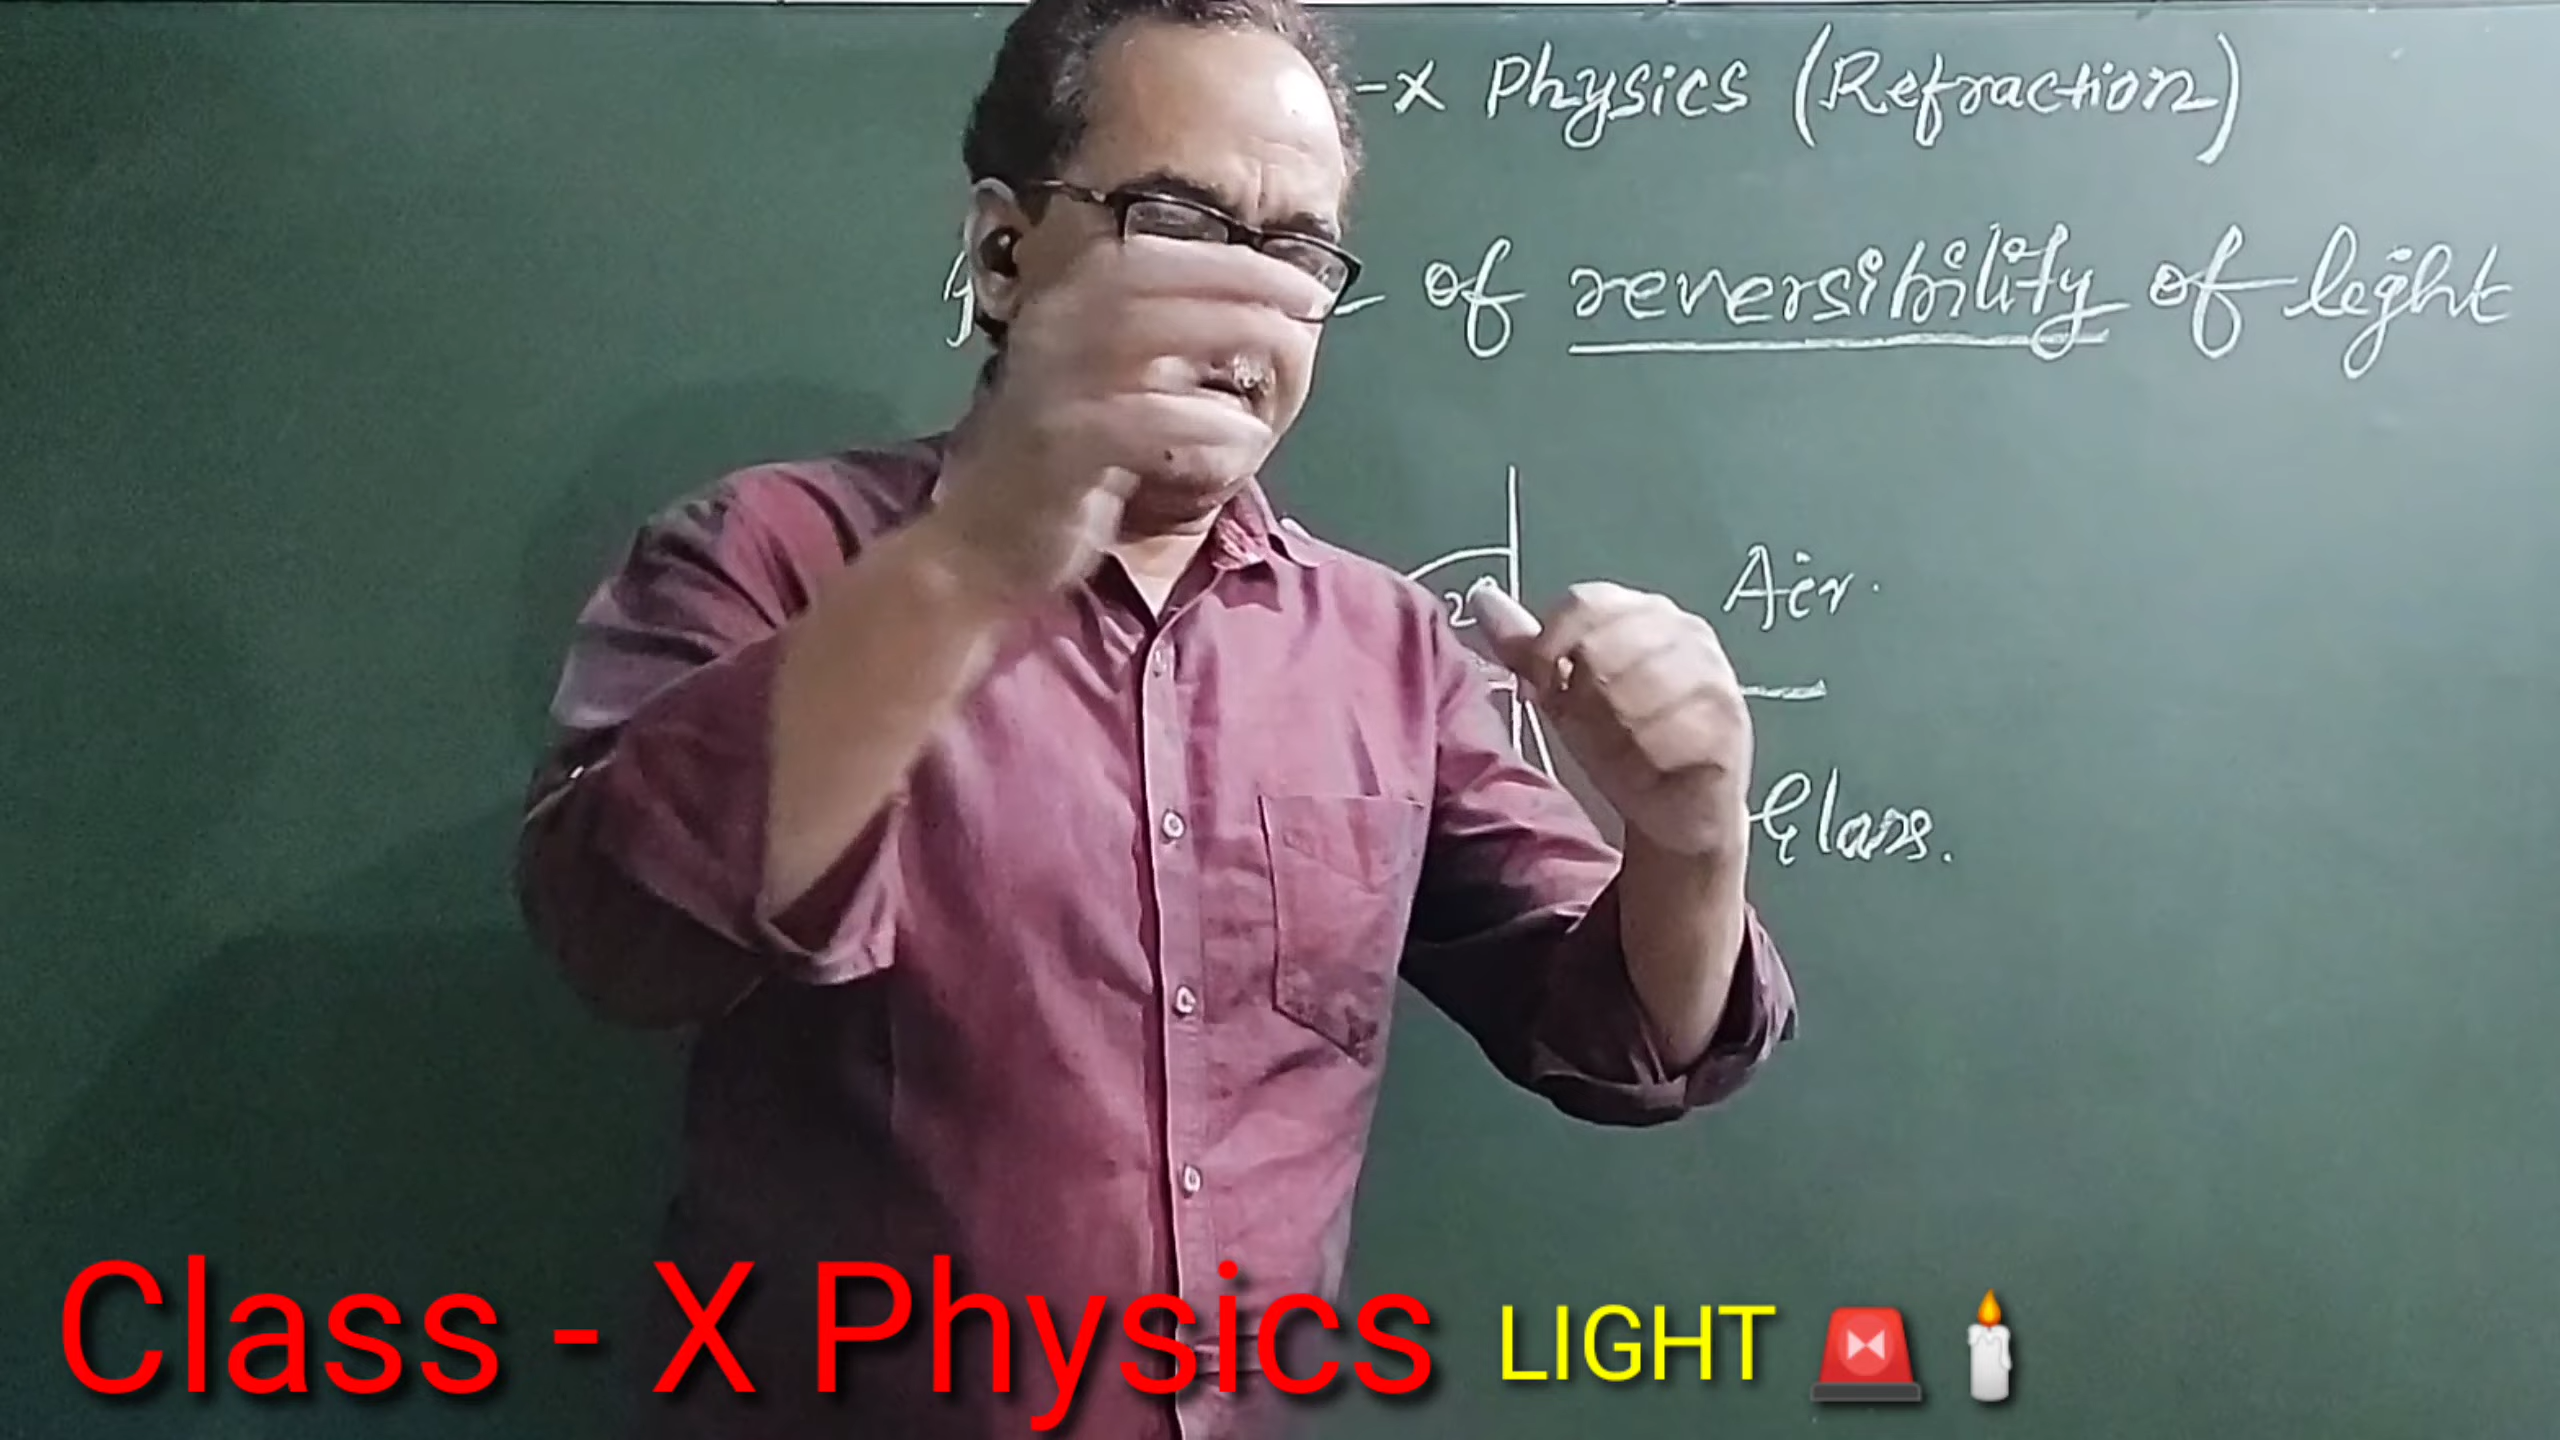 -X Physics (Refraction)
of reversibility of light
Air.
Glass.
Class - X Physics LIGHT